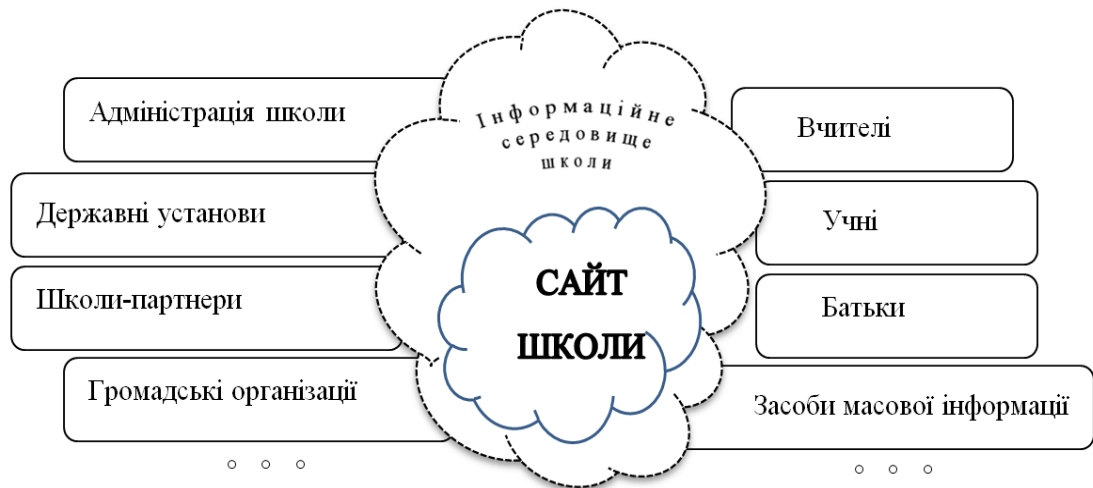 Інформаційне
середовище
школи
Адміністрація школи
Державні установи
Школи-партнери
Громадські організації
САЙТ
ШКОЛИ
Вчителі
Учні
Батьки
Засоби масової інформації